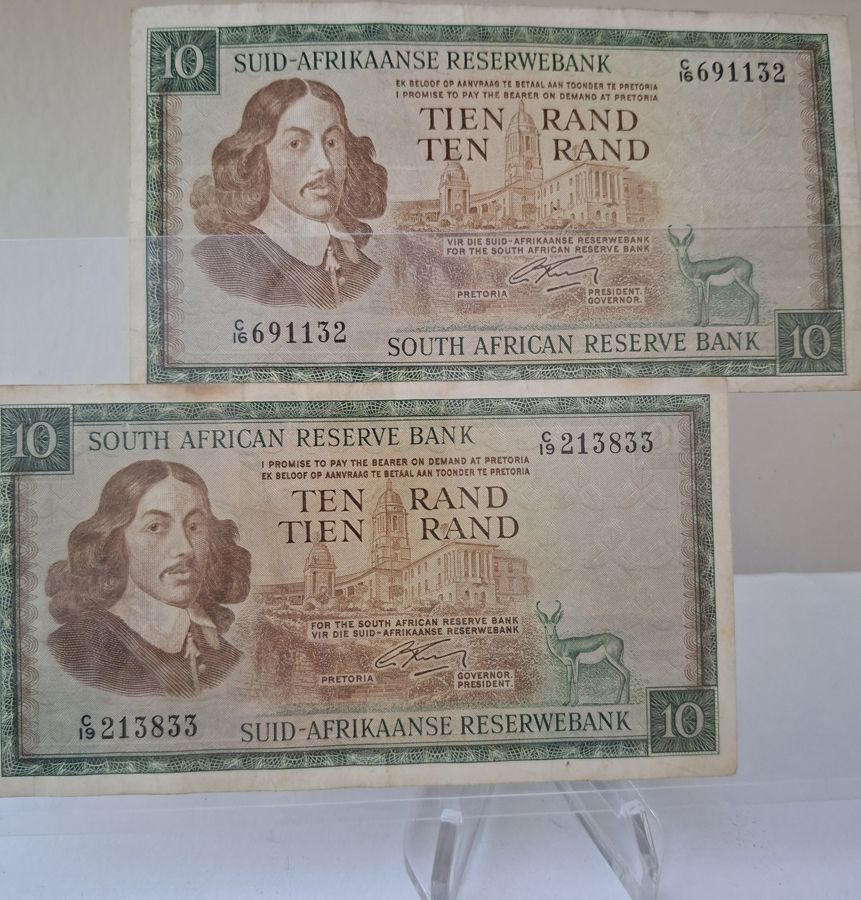 10 SUID-AFRIKAANSE RESERWEBANK C/16 691132
EK BELOOF OP AANVRAAG TE BETAAL AAN TOONDER TE PRETORIA
I PROMISE TO PAY THE BEARER ON DEMAND AT PRETORIA
TIEN RAND
TEN RAND
VIR DIE SUID-AFRIKAANSE RESERWEBANK
FOR THE SOUTH AFRICAN RESERVE BANK
PRETORIA PRESIDENT.
GOVERNOR.
C/16 691132
SOUTH AFRICAN RESERVE BANK 10
10 SOUTH AFRICAN RESERVE BANK C/19 213833
I PROMISE TO PAY THE BEARER ON DEMAND AT PRETORIA
EK BELOOF OP AANVRAAG TE BETAAL AAN TOONDER TE PRETORIA
TEN RAND
TIEN RAND
FOR THE SOUTH AFRICAN RESERVE BANK
VIR DIE SUID-AFRIKAANSE RESERWEBANK
PRETORIA GOVERNOR.
PRESIDENT.
C/19 213833
SUID-AFRIKAANSE RESERWEBANK 10